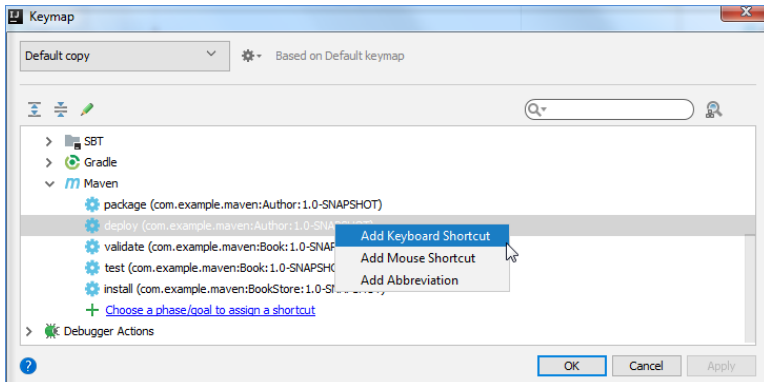 Keymap
Default copy
Based on Default keymap
SBT
Gradle
Maven
package (com.example.maven:Author:1.0-SNAPSHOT)
deploy (com.example.maven:Author:1.0-SNAPSHOT)
Add Keyboard Shortcut
validate (com.example.maven:Book:1.0-SNAP
Add Mouse Shortcut
test (com.example.maven:Book:1.0-SNAPSHO
Add Abbreviation
install (com.example.maven:BookStore:1.0-SNAPSHOT)
Choose a phase/goal to assign a shortcut
Debugger Actions
OK Cancel Apply